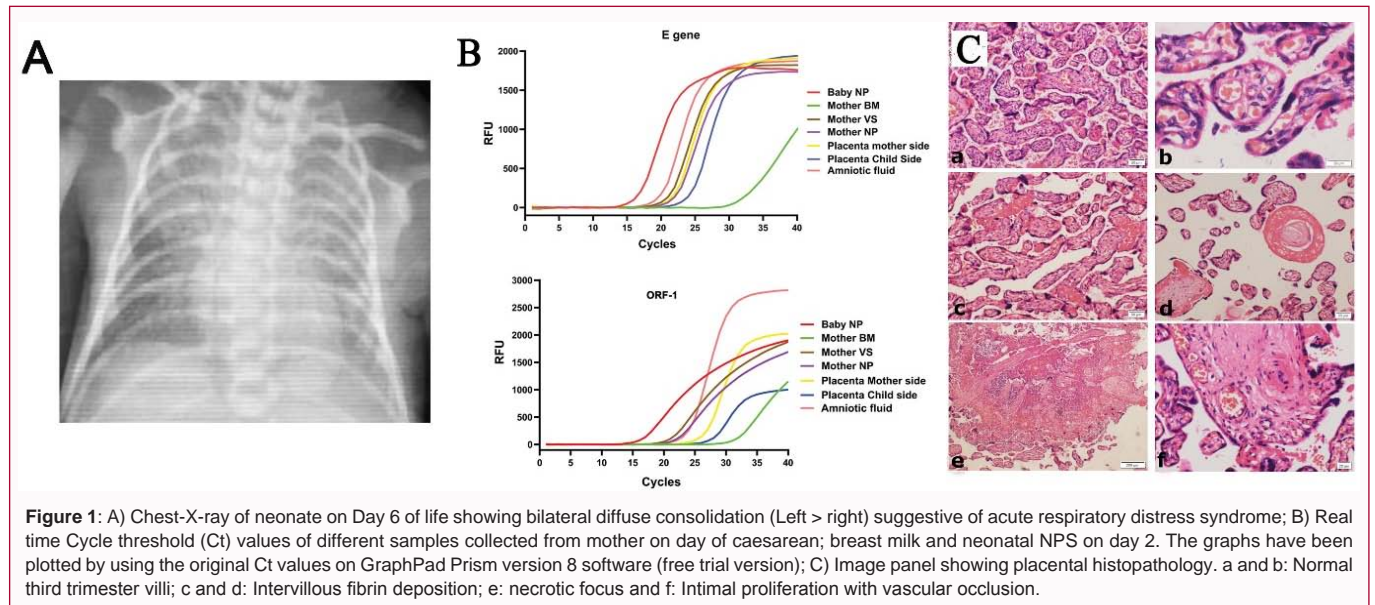 A
B
E gene
2000
1500
1000
500
0
RFU
0 5 10 15 20 25 30 35 40
Cycles
Baby NP
Mother BM
Mother VS
Mother NP
Placenta mother side
Placenta Child Side
Amniotic fluid
ORF-1
3000
2500
2000
1500
1000
500
0
RFU
0 5 10 15 20 25 30 35 40
Cycles
Baby NP
Mother BM
Mother VS
Mother NP
Placenta Mother side
Placenta Child side
Amniotic fluid
C
a
b
c
d
e
f
Figure 1: A) Chest-X-ray of neonate on Day 6 of life showing bilateral diffuse consolidation (Left > right) suggestive of acute respiratory distress syndrome; B) Real
time Cycle threshold (Ct) values of different samples collected from mother on day of caesarean; breast milk and neonatal NPS on day 2. The graphs have been
plotted by using the original Ct values on GraphPad Prism version 8 software (free trial version); C) Image panel showing placental histopathology. a and b: Normal
third trimester villi; c and d: Intervillous fibrin deposition; e: necrotic focus and f: Intimal proliferation with vascular occlusion.